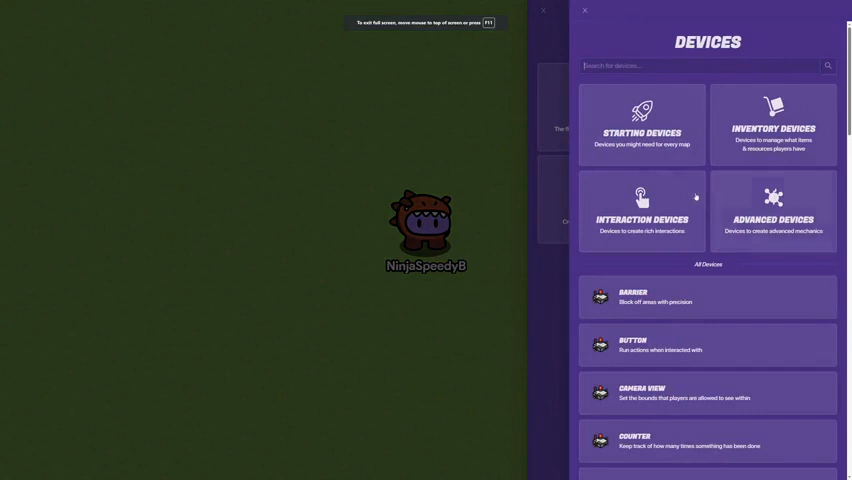 To exit full screen, move mouse to top of screen or press F11
DEVICES
Search for devices...
STARTING DEVICES
Devices you might need for every map
INVENTORY DEVICES
Devices to manage what items
& resources players have
The f
INTERACTION DEVICES
Devices to create rich interactions
ADVANCED DEVICES
Devices to create advanced mechanics
NinjaSpeedyB
All Devices
BARRIER
Block off areas with precision
BUTTON
Run actions when interacted with
CAMERA VIEW
Set the bounds that players are allowed to see within
COUNTER
Keep track of how many times something has been done